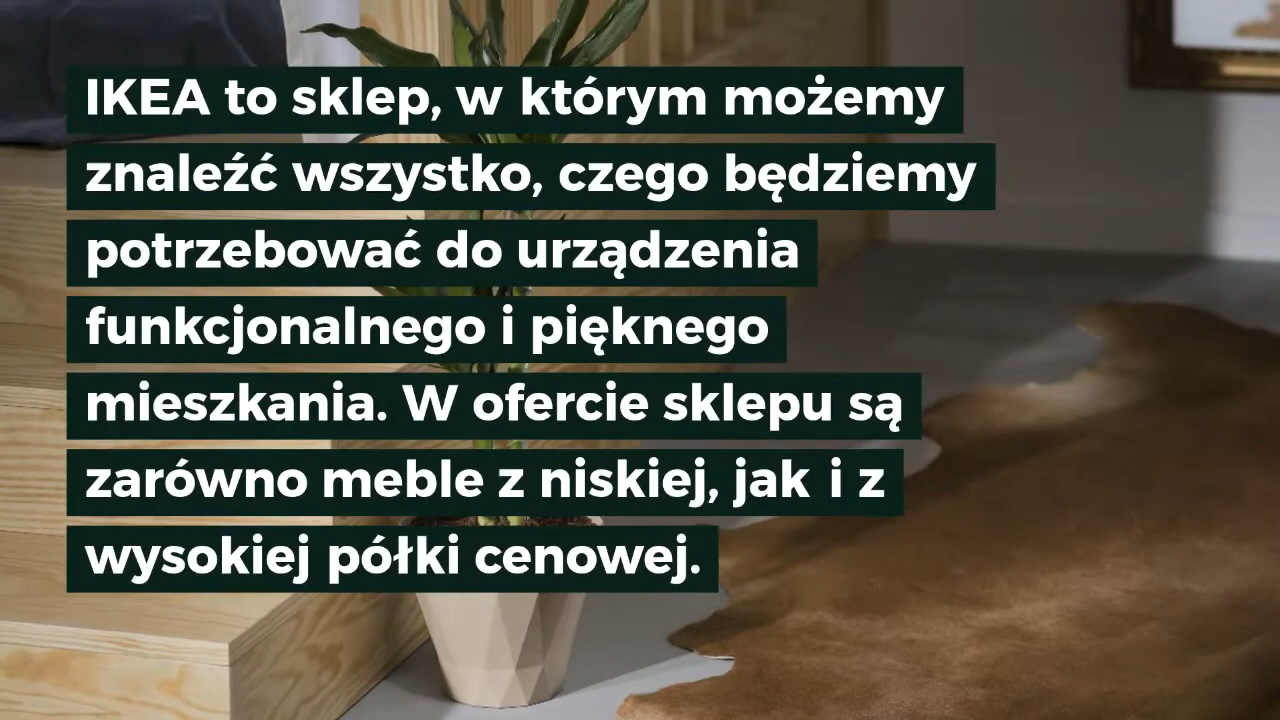 IKEA to sklep, w którym możemy
znaleźć wszystko, czego będziemy
potrzebować do urządzenia
funkcjonalnego i pięknego
mieszkania. W ofercie sklepu są
zarówno meble z niskiej, jak i z
wysokiej półki cenowej.